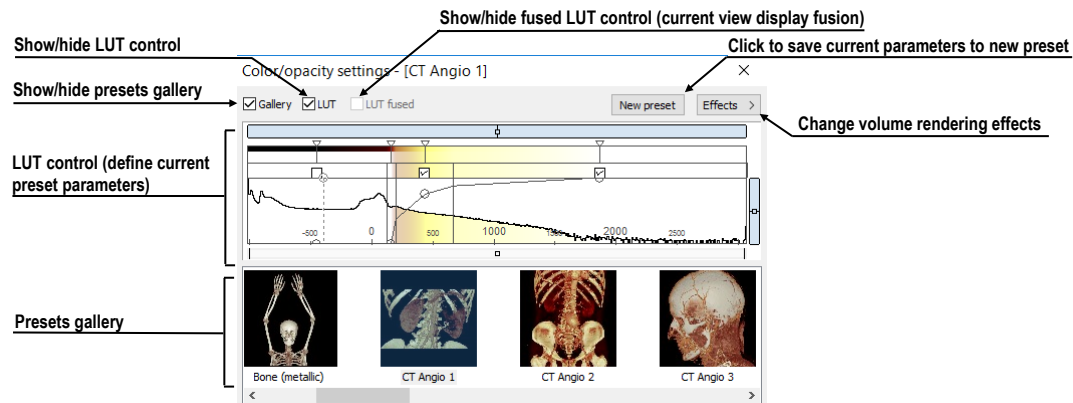 Show/hide fused LUT control (current view display fusion)
Show/hide LUT control
Click to save current parameters to new preset
Color/opacity settings - [CT Angio 1]
Show/hide presets gallery
Gallery LUT LUT fused New preset Effects >
Change volume rendering effects
LUT control (define current
preset parameters)
-500 0 500 1000 1500 2000 2500
Presets gallery
Bone (metallic) CT Angio 1 CT Angio 2 CT Angio 3